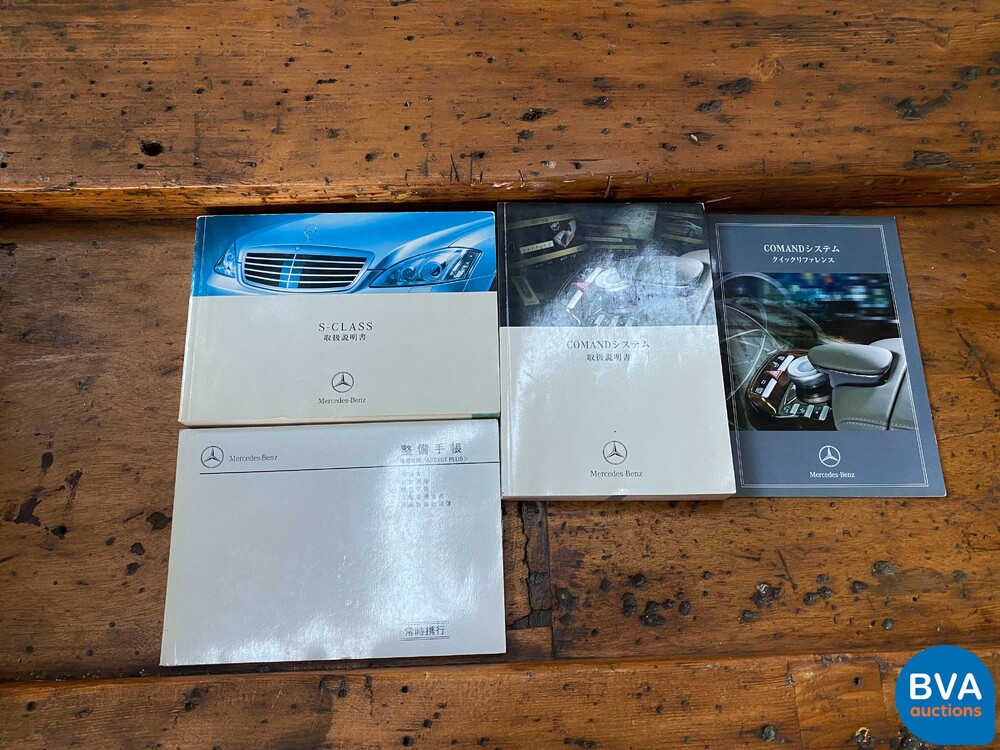 S-CLASS
取扱説明書
Mercedes-Benz
COMANDシステム
取扱説明書
Mercedes-Benz
COMANDシステム
クイックリファレンス
Mercedes-Benz
Mercedes-Benz
整備手帳
ASSYST PLUS>
常時携行
BVA
auctions